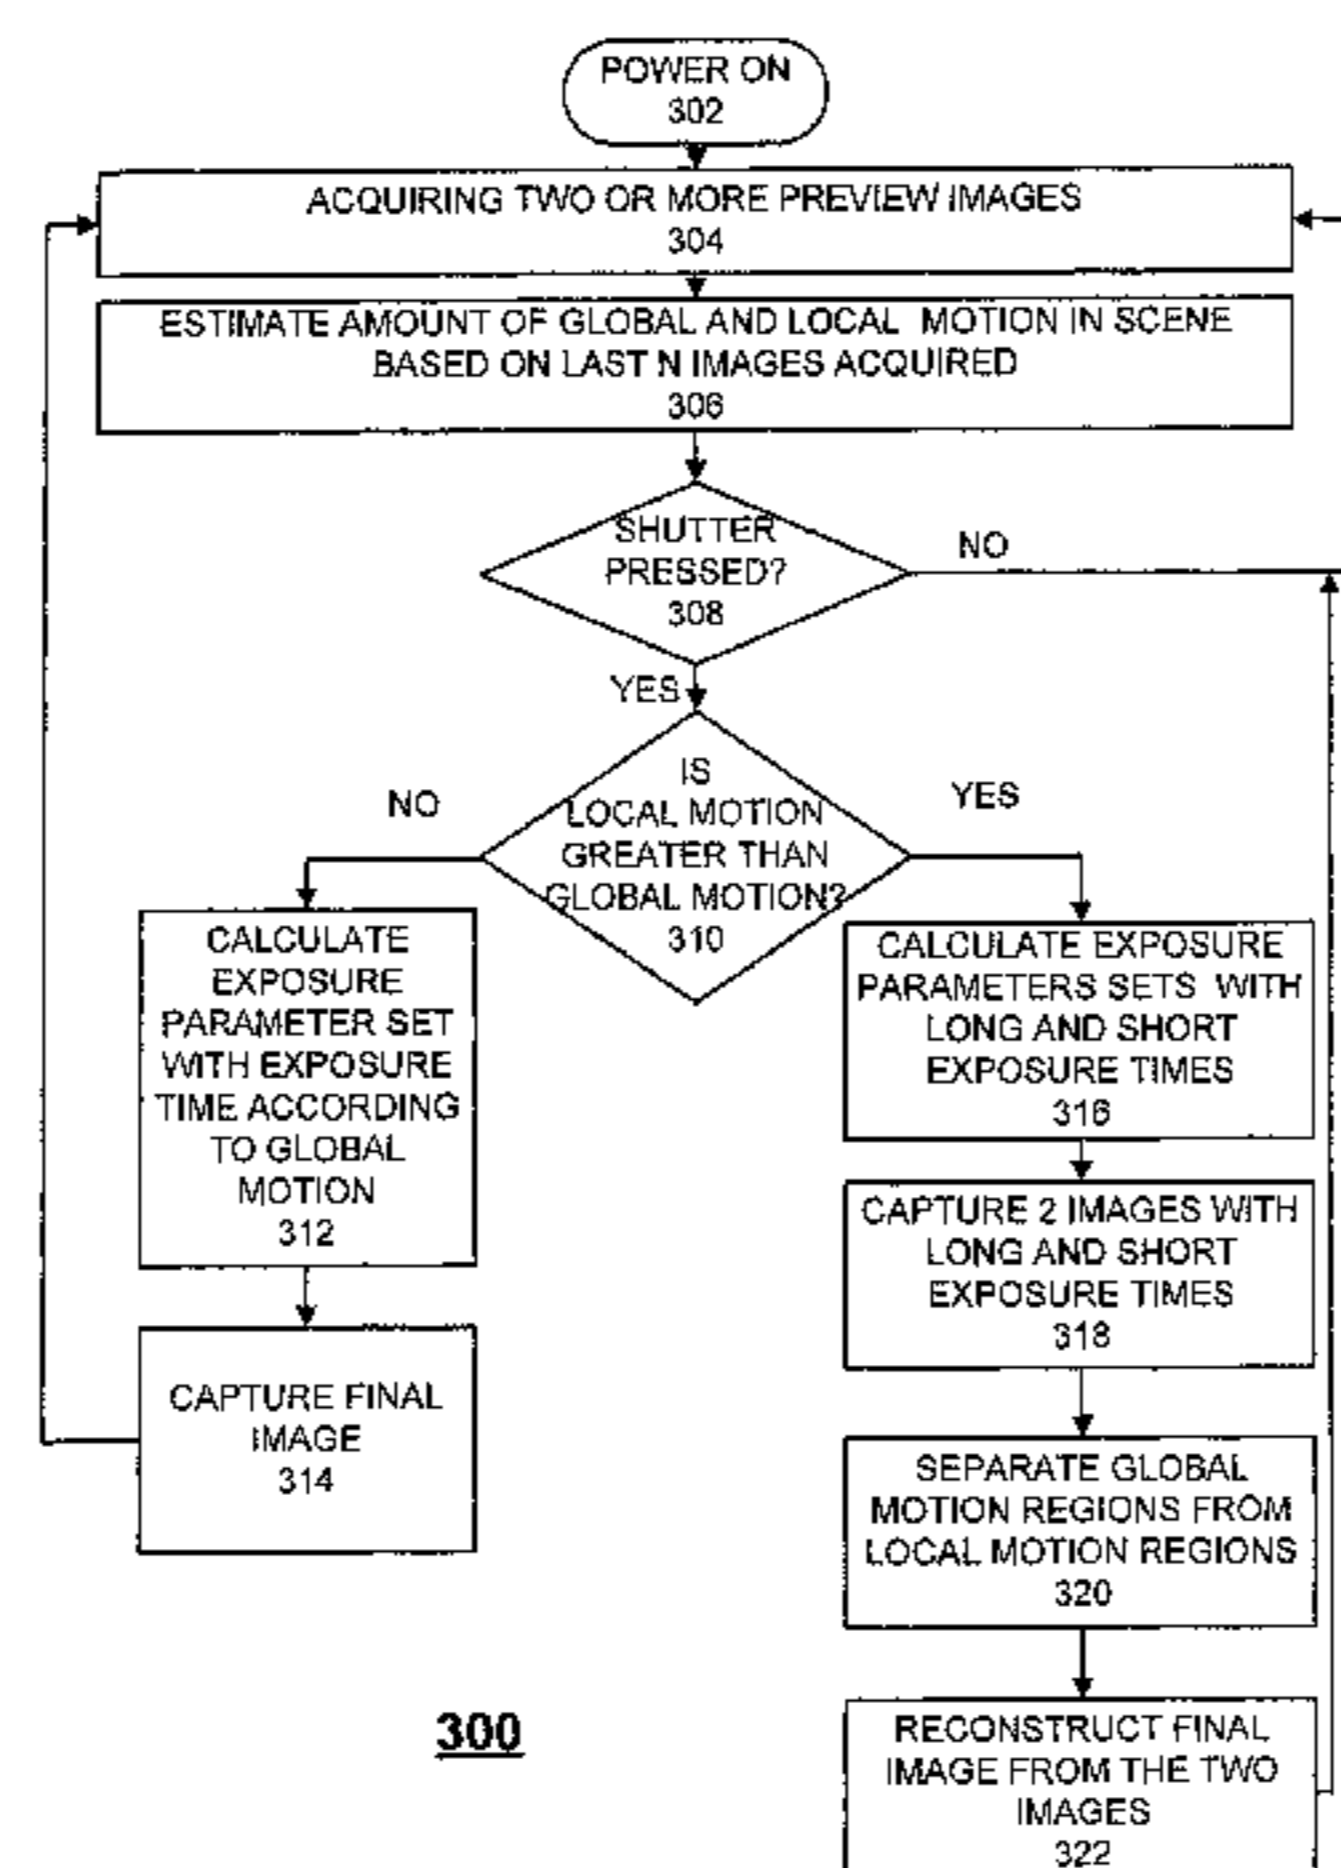 POWER ON
302
ACQUIRING TWO OR MORE PREVIEW IMAGES
304
ESTIMATE AMOUNT OF GLOBAL AND LOCAL MOTION IN SCENE
BASED ON LAST N IMAGES ACQUIRED
306
SHUTTER
PRESSED?
308
NO
YES
IS
LOCAL MOTION
GREATER THAN
GLOBAL MOTION?
310
NO
YES
CALCULATE
EXPOSURE
PARAMETER SET
WITH EXPOSURE
TIME ACCORDING
TO GLOBAL
MOTION
312
CAPTURE FINAL
IMAGE
314
CALCULATE EXPOSURE
PARAMETERS SETS WITH
LONG AND SHORT
EXPOSURE TIMES
316
CAPTURE 2 IMAGES WITH
LONG AND SHORT
EXPOSURE TIMES
318
SEPARATE GLOBAL
MOTION REGIONS FROM
LOCAL MOTION REGIONS
320
RECONSTRUCT FINAL
IMAGE FROM THE TWO
IMAGES
322
300